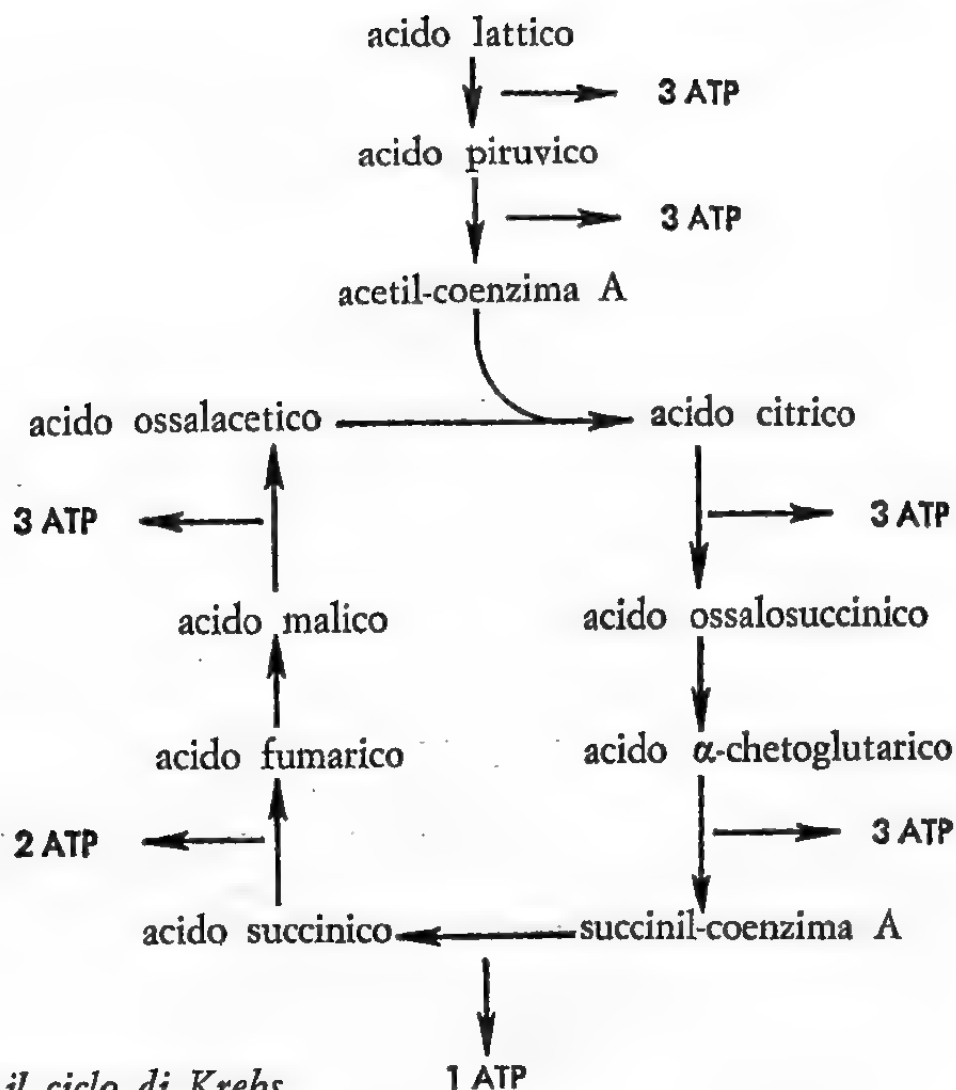 acido lattico
3 ATP
acido piruvico
3 ATP
acetil-coenzima A
acido ossalacetico
acido citrico
3 ATP
3 ATP
acido malico
acido ossalosuccinico
acido fumarico
acido α-chetoglutarico
2 ATP
3 ATP
acido succinico
succinil-coenzima A
il ciclo di Krebs
1 ATP